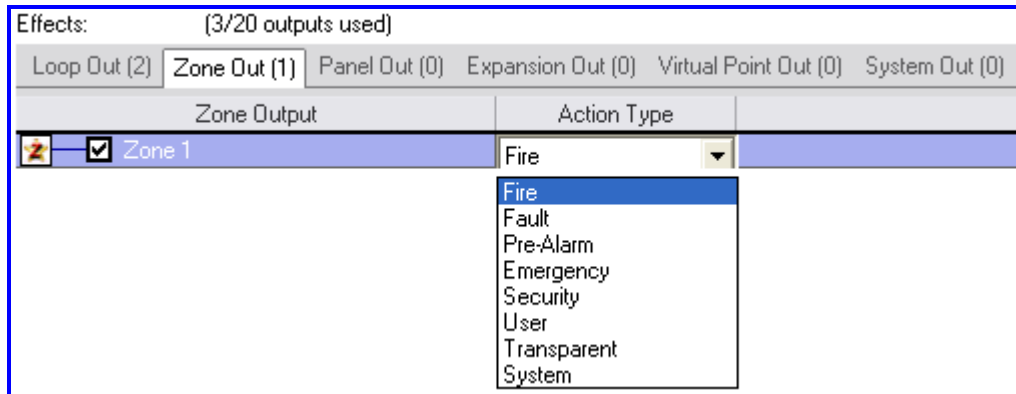 Effects: (3/20 outputs used)
Loop Out (2) Zone Out (1) Panel Out (0) Expansion Out (0) Virtual Point Out (0) System Out (0)
Zone Output Action Type
Z Zone 1 Fire
Fire
Fault
Pre-Alarm
Emergency
Security
User
Transparent
System